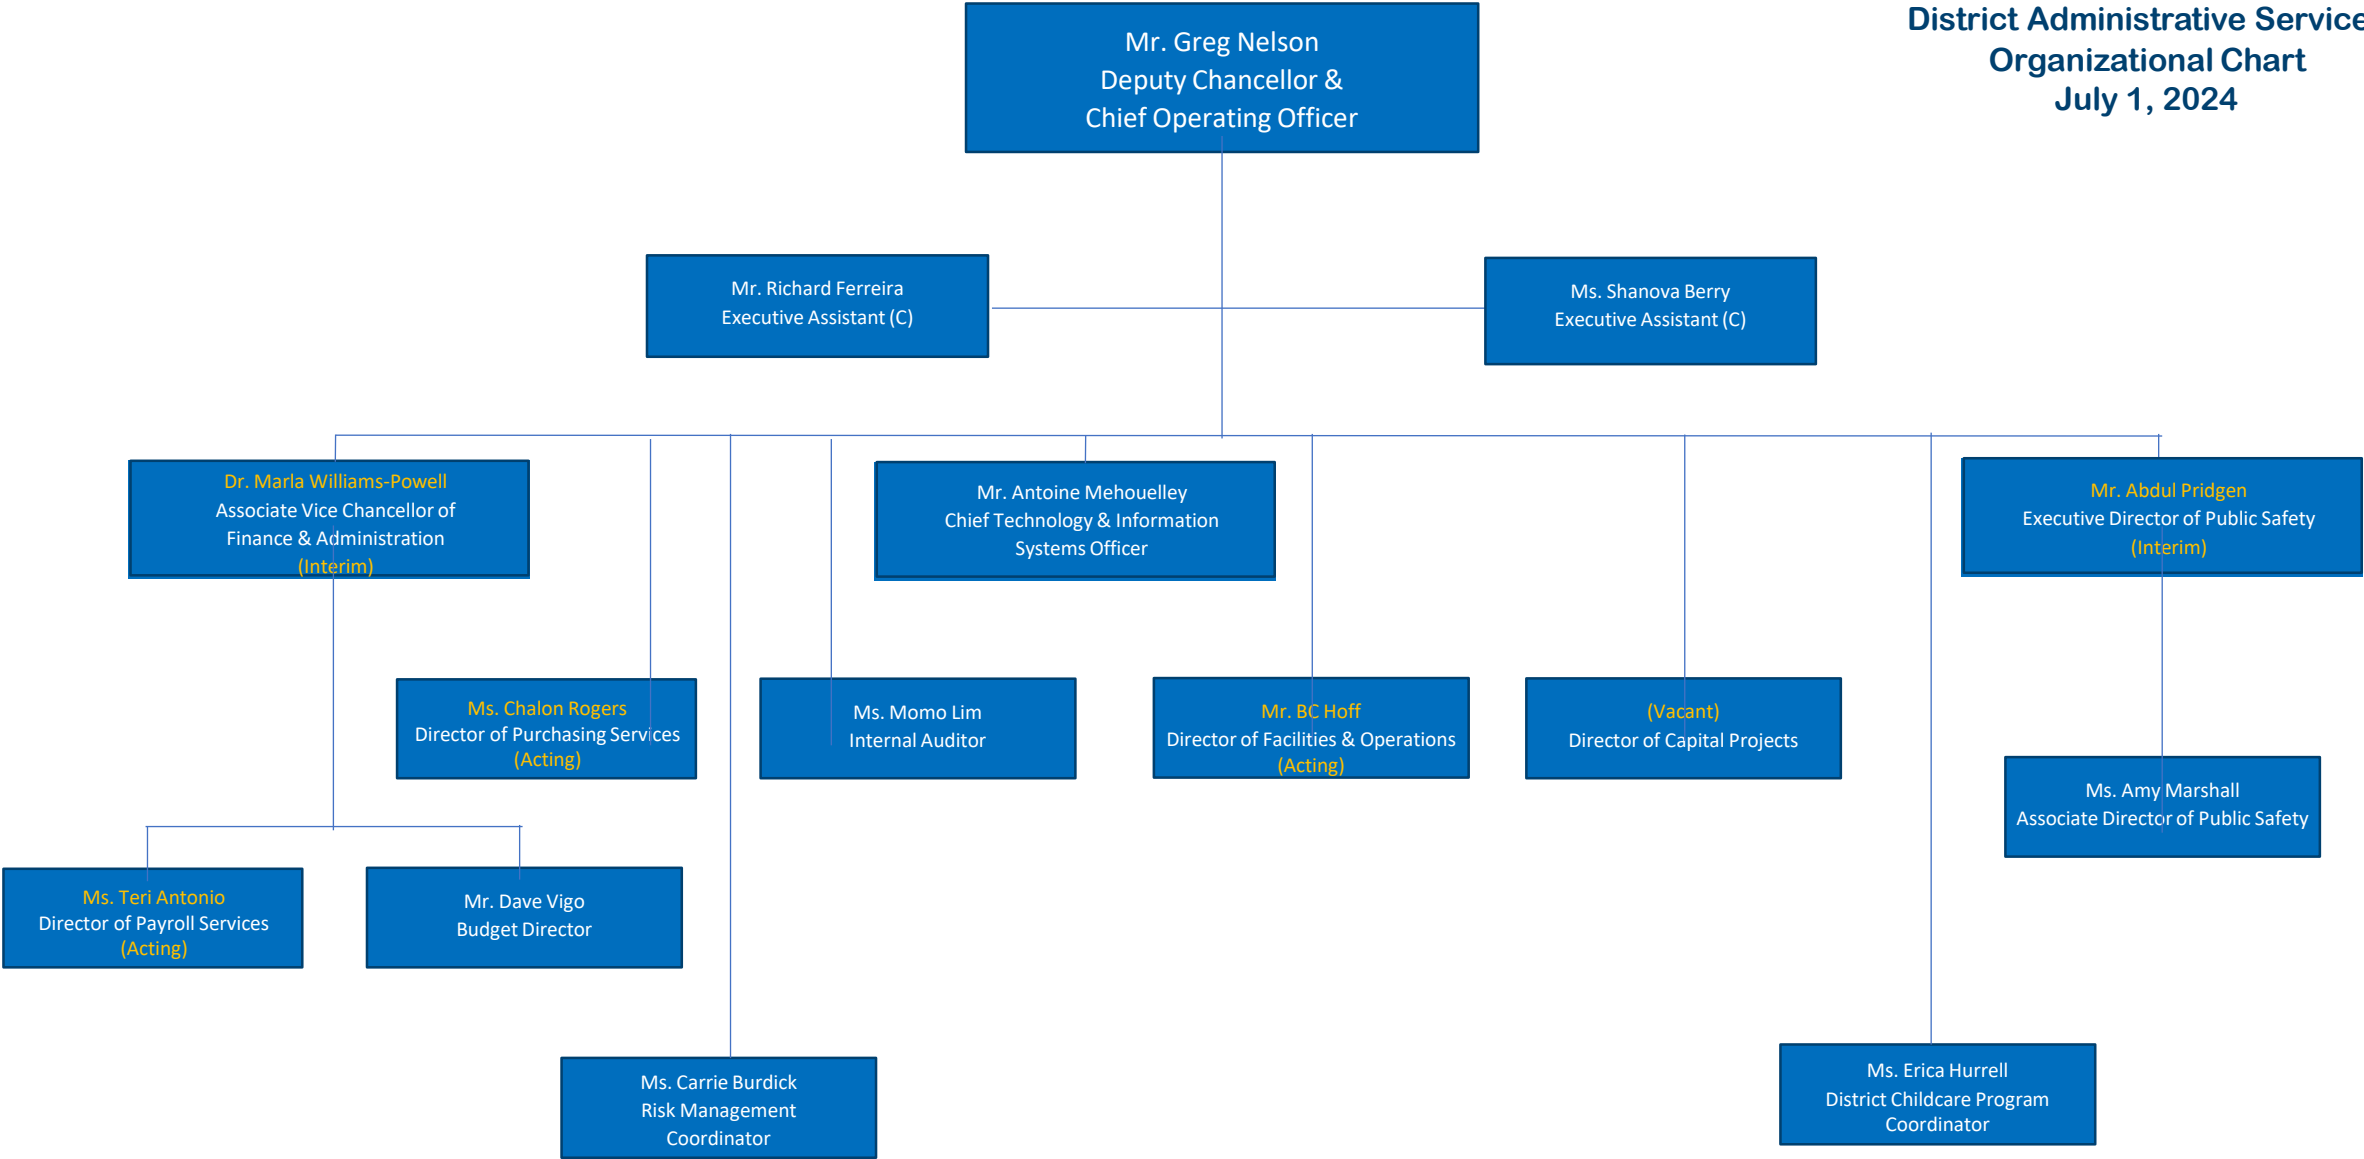 District Administrative Service
Organizational Chart
July 1, 2024
Mr. Greg Nelson
Deputy Chancellor &
Chief Operating Officer
Mr. Richard Ferreira
Executive Assistant (C)
Ms. Shanova Berry
Executive Assistant (C)
Dr. Marla Williams-Powell
Associate Vice Chancellor of
Finance & Administration
(Interim)
Mr. Antoine Mehouelley
Chief Technology & Information
Systems Officer
Mr. Abdul Pridgen
Executive Director of Public Safety
(Interim)
Ms. Chalon Rogers
Director of Purchasing Services
(Acting)
Ms. Momo Lim
Internal Auditor
Mr. BC Hoff
Director of Facilities & Operations
(Acting)
(Vacant)
Director of Capital Projects
Ms. Amy Marshall
Associate Director of Public Safety
Ms. Teri Antonio
Director of Payroll Services
(Acting)
Mr. Dave Vigo
Budget Director
Ms. Carrie Burdick
Risk Management
Coordinator
Ms. Erica Hurrell
District Childcare Program
Coordinator